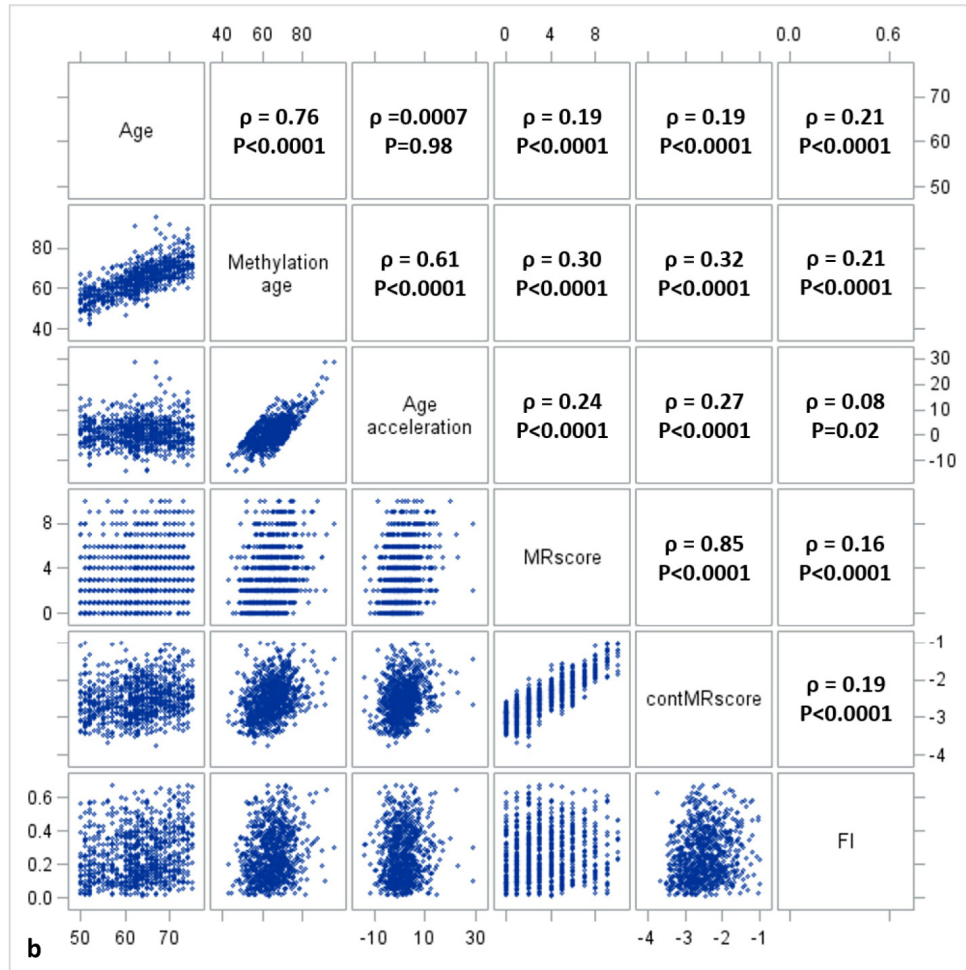 40 60 80
0 4 8
0.0 0.6
-10 10 30
-4 -3 -2 -1
Age
ρ = 0.76
P<0.0001
ρ =0.0007
P=0.98
ρ = 0.19
P<0.0001
ρ = 0.19
P<0.0001
ρ = 0.21
P<0.0001
70
60
50
80
60
40
Methylation
age
ρ = 0.61
P<0.0001
ρ = 0.30
P<0.0001
ρ = 0.32
P<0.0001
ρ = 0.21
P<0.0001
Age
acceleration
ρ = 0.24
P<0.0001
ρ = 0.27
P<0.0001
ρ = 0.08
P=0.02
30
20
10
0
-10
8
4
0
MRscore
ρ = 0.85
P<0.0001
ρ = 0.16
P<0.0001
contMRscore
ρ = 0.19
P<0.0001
-1
-2
-3
-4
0.6
0.4
0.2
0.0
FI
50 60 70
b